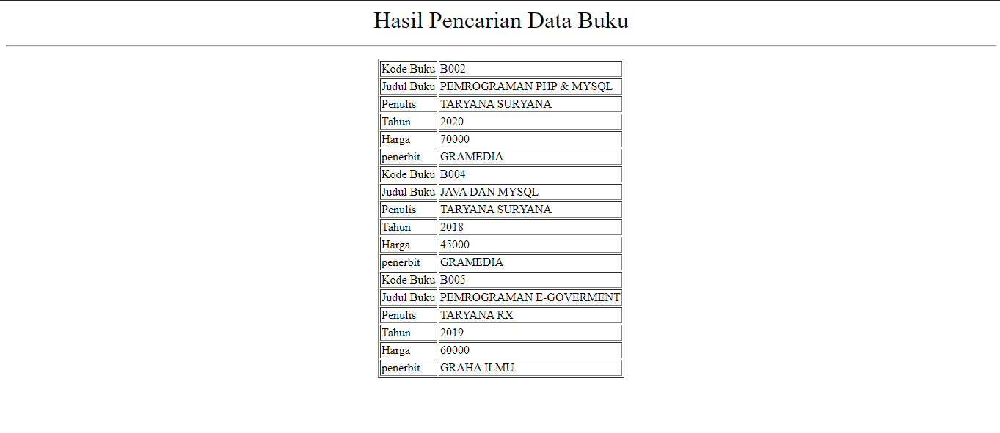 Hasil Pencarian Data Buku
Kode Buku B002
Judul Buku PEMROGRAMAN PHP & MYSQL
Penulis TARYANA SURYANA
Tahun 2020
Harga 70000
penerbit GRAMEDIA
Kode Buku B004
Judul Buku JAVA DAN MYSQL
Penulis TARYANA SURYANA
Tahun 2018
Harga 45000
penerbit GRAMEDIA
Kode Buku B005
Judul Buku PEMROGRAMAN E-GOVERMENT
Penulis TARYANA RX
Tahun 2019
Harga 60000
penerbit GRAHA ILMU